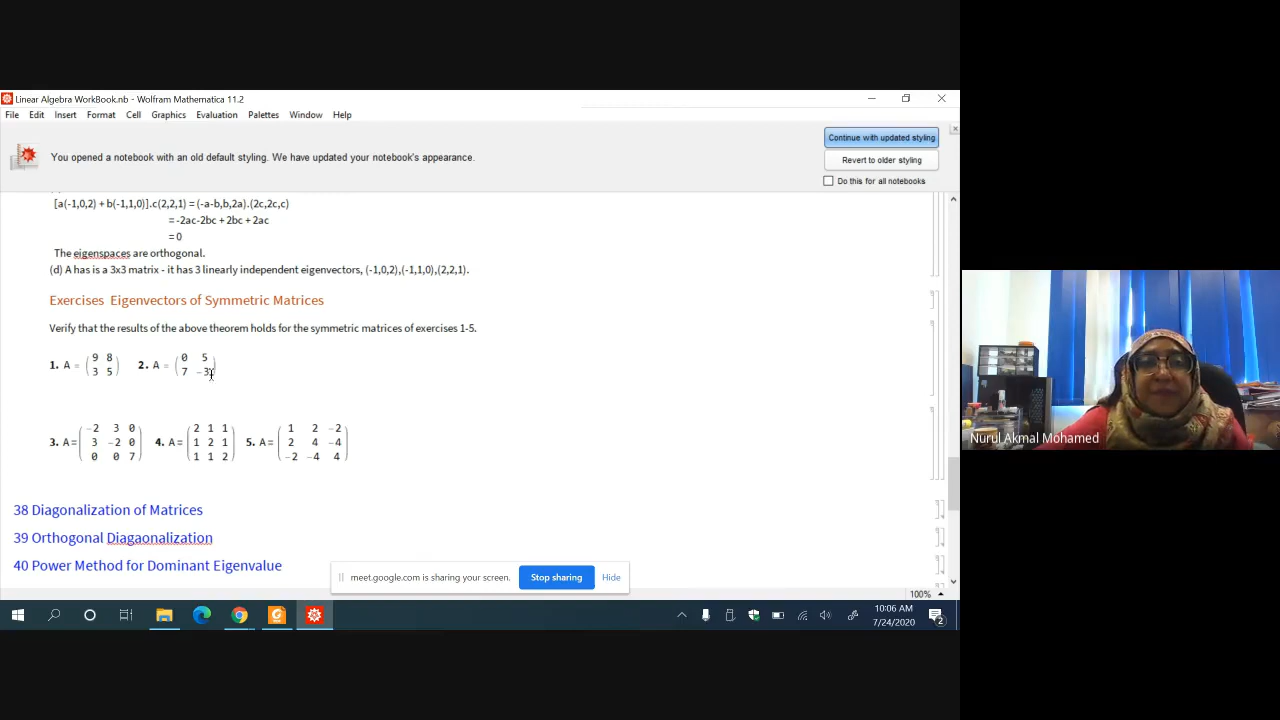 Linear Algebra WorkBook.nb - Wolfram Mathematica 11.2
File Edit Insert Format Cell Graphics Evaluation Palettes Window Help
You opened a notebook with an old default styling. We have updated your notebook's appearance.
Continue with updated styling
Revert to older styling
Do this for all notebooks
[a(-1,0,2) + b(-1,1,0)].c(2,2,1) = (-a-b,b,2a).(2c,2c,c)
= -2ac-2bc + 2bc + 2ac
= 0
The eigenspaces are orthogonal.
(d) A has is a 3x3 matrix - it has 3 linearly independent eigenvectors, (-1,0,2),(-1,1,0),(2,2,1).
Exercises Eigenvectors of Symmetric Matrices
Verify that the results of the above theorem holds for the symmetric matrices of exercises 1-5.
9 8 0 5
1. A = 2. A =
3 5 7 -3
-2 3 0 2 1 1 1 2 -2
3. A= 3 -2 0 4. A= 1 2 1 5. A= 2 4 -4
0 0 7 1 1 2 -2 -4 4
38 Diagonalization of Matrices
39 Orthogonal Diagaonalization
40 Power Method for Dominant Eigenvalue
meet.google.com is sharing your screen. Stop sharing Hide
100%
10:06 AM
7/24/2020
2
Nurul Akmal Mohamed